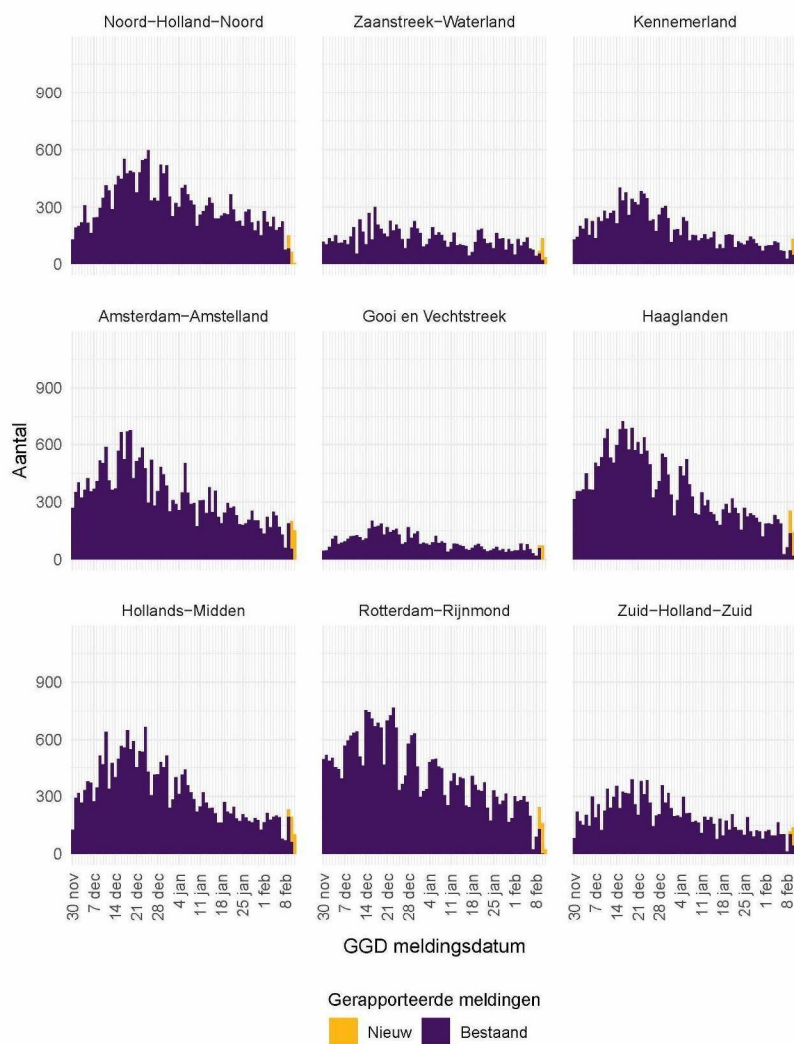 Noord-Holland-Noord
Zaanstreek-Waterland
Kennemerland
900
600
300
0
Amsterdam-Amstelland
Gooi en Vechtstreek
Haaglanden
Aantal
900
600
300
0
Hollands-Midden
Rotterdam-Rijnmond
Zuid-Holland-Zuid
900
600
300
0
30 nov
7 dec
14 dec
21 dec
28 dec
4 jan
11 jan
18 jan
25 jan
1 feb
8 feb
30 nov
7 dec
14 dec
21 dec
28 dec
4 jan
11 jan
18 jan
25 jan
1 feb
8 feb
30 nov
7 dec
14 dec
21 dec
28 dec
4 jan
11 jan
18 jan
25 jan
1 feb
8 feb
GGD meldingsdatum
Gerapporteerde meldingen
Nieuw
Bestaand